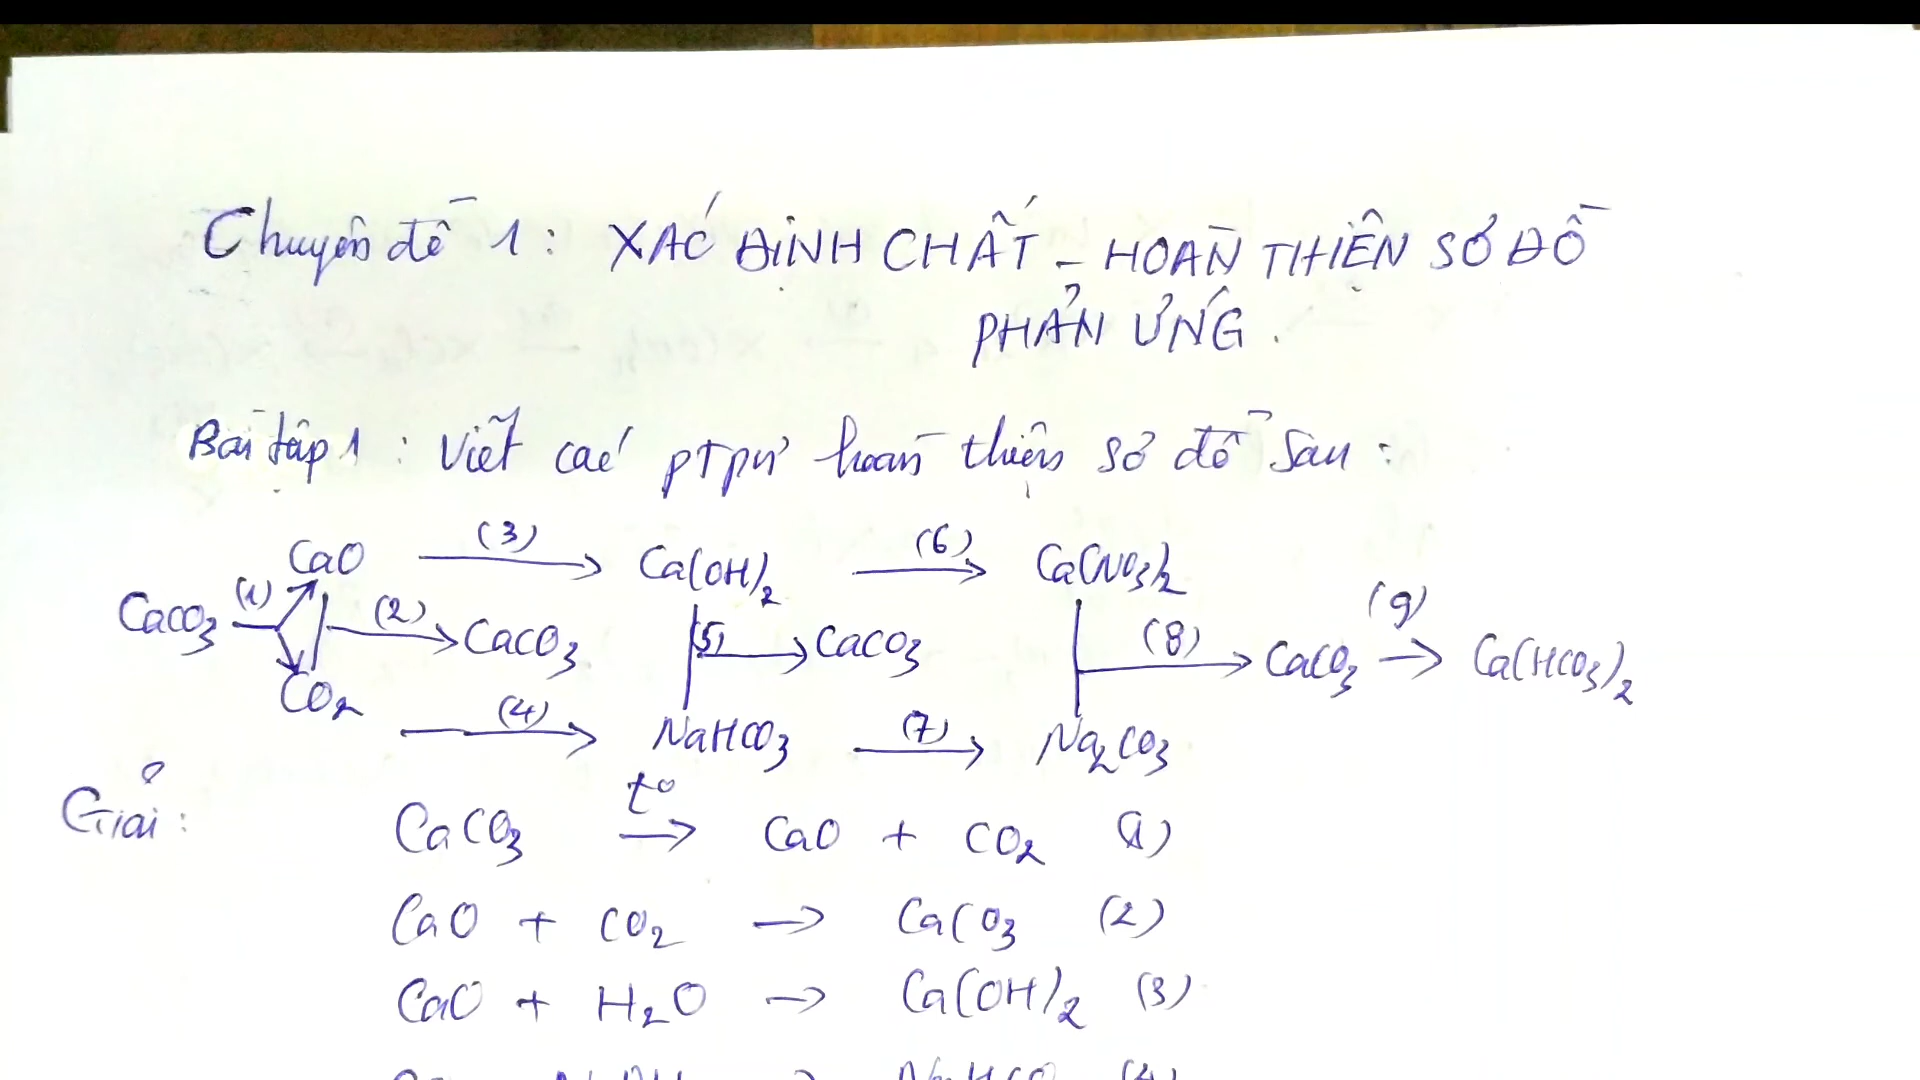 Chuyên đề 1: XÁC ĐỊNH CHẤT - HOÀN THIỆN SƠ ĐỒ
PHẢN ỨNG.
Bài tập 1: Viết các ptpư hoàn thiện sơ đồ sau:
CaO (3)→ Ca(OH)2 (6)→ Ca(NO3)2
CaCO3 (1) (2)→ CaCO3 (5)→ CaCO3 (8)→ CaCO3 (9)→ Ca(HCO3)2
CO2 (4)→ NaHCO3 (7)→ Na2CO3
Giải: CaCO3 t°→ CaO + CO2 (1)
CaO + CO2 → CaCO3 (2)
CaO + H2O → Ca(OH)2 (3)